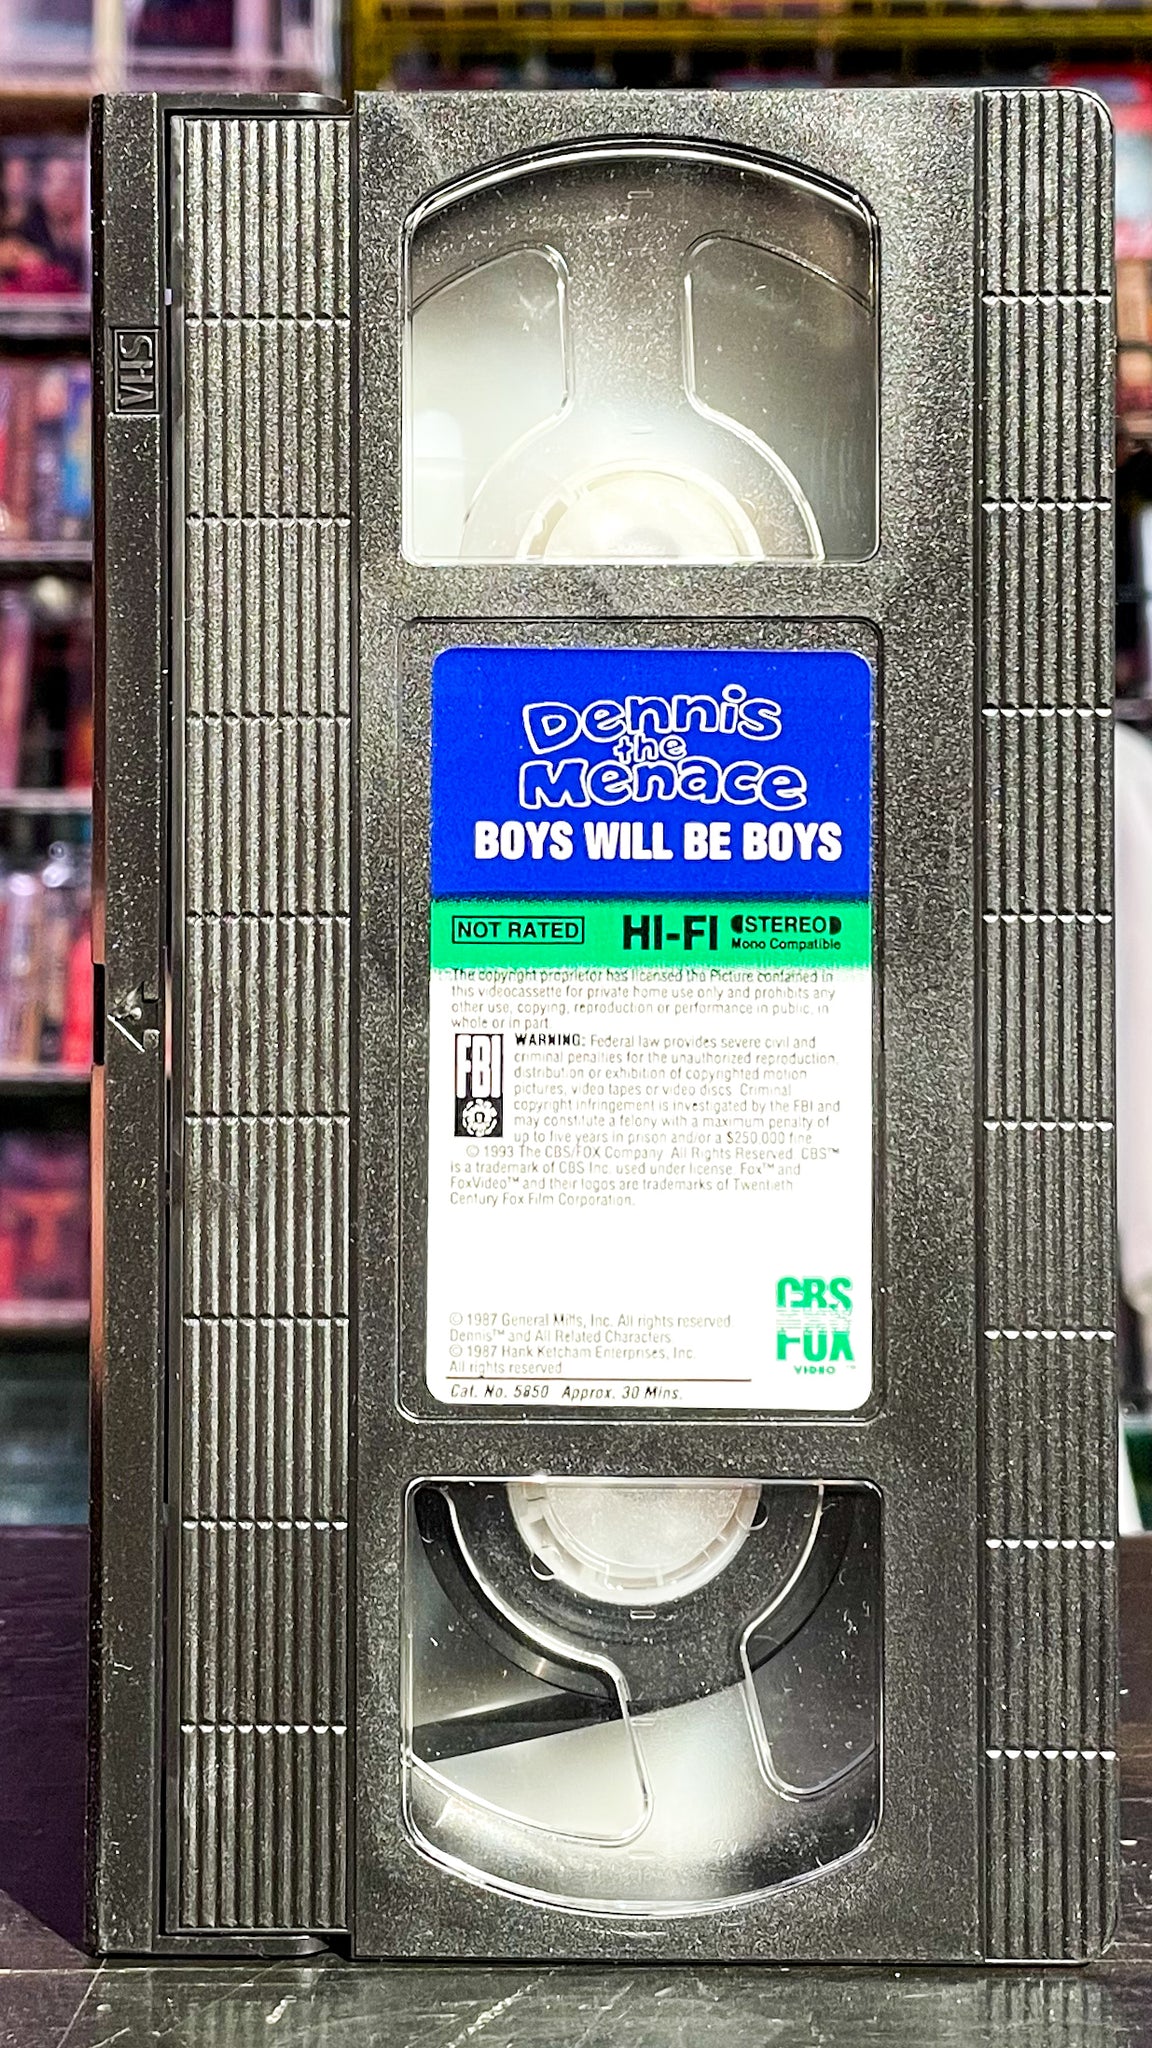 VHS
Dennis
the
Menace
BOYS WILL BE BOYS
NOT RATED HI-FI STEREO
Mono Compatible
The copyright proprietor has licensed the Picture contained in
this videocassette for private home use only and prohibits any
other use, copying, reproduction or performance in public, in
whole or in part.
FBI
WARNING: Federal law provides severe civil and
criminal penalties for the unauthorized reproduction,
distribution or exhibition of copyrighted motion
pictures, video tapes or video discs. Criminal
copyright infringement is investigated by the FBI and
may constitute a felony with a maximum penalty of
up to five years in prison and/or a $250,000 fine.
© 1993 The CBS/FOX Company. All Rights Reserved. CBS™
is a trademark of CBS Inc. used under license. Fox™ and
FoxVideo™ and their logos are trademarks of Twentieth
Century Fox Film Corporation.
CBS
FOX
VIDEO™
© 1987 General Mills, Inc. All rights reserved
Dennis™ and All Related Characters
© 1987 Hank Ketcham Enterprises, Inc.
All rights reserved
Cat. No. 5850 Approx. 30 Mins.